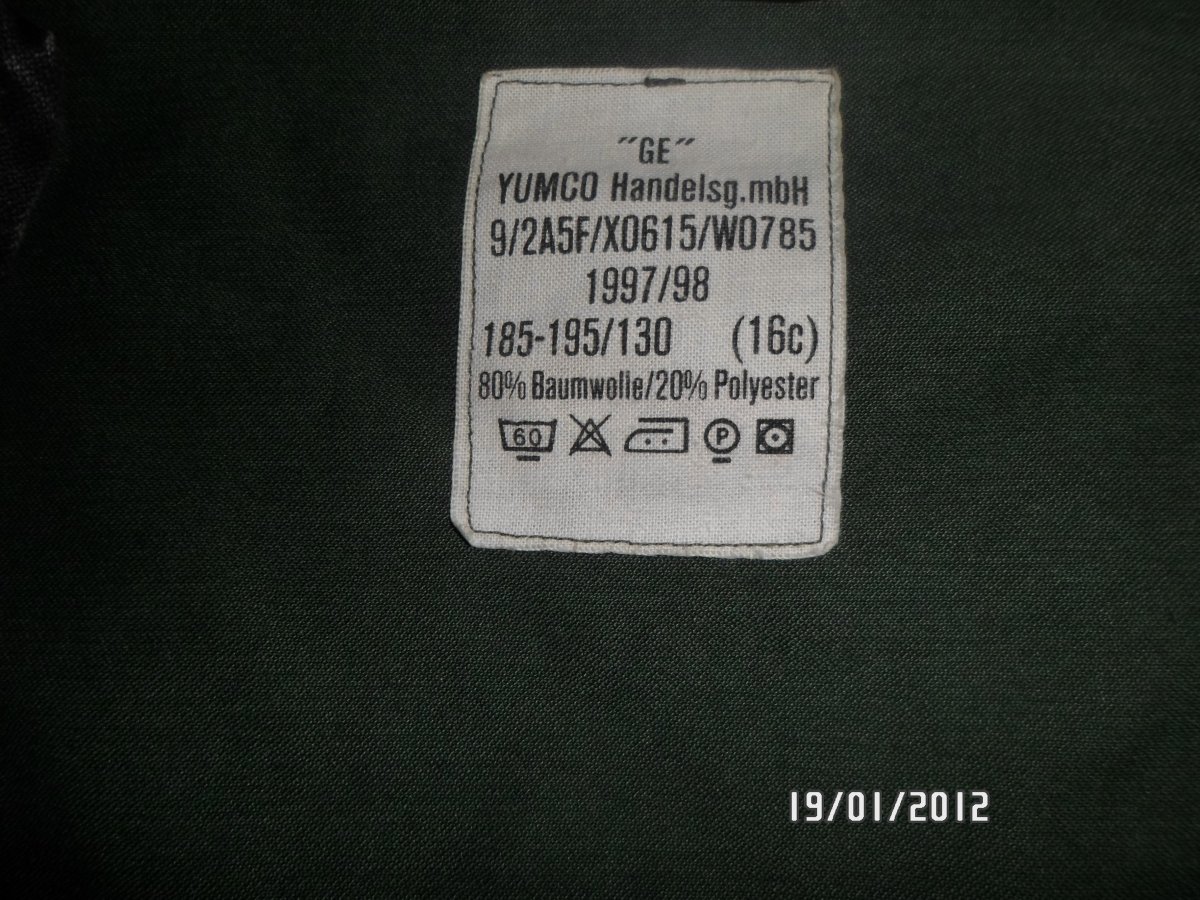 "GE"
YUMCO Handelsg.mbH
9/2A5F/X0615/W0785
1997/98
185-195/130 (16c)
80% Baumwolle/20% Polyester
60 P
19/01/2012